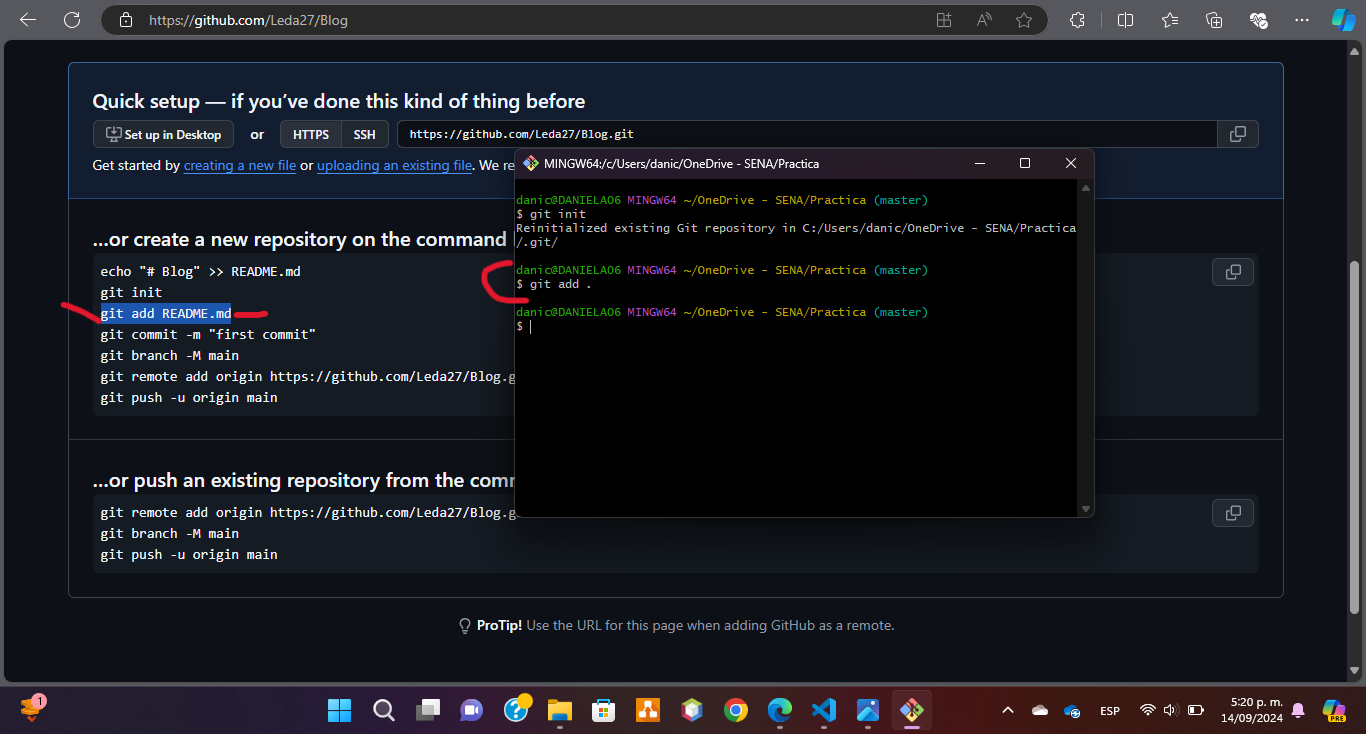 https://github.com/Leda27/Blog
Quick setup — if you've done this kind of thing before
Set up in Desktop or HTTPS SSH https://github.com/Leda27/Blog.git
Get started by creating a new file or uploading an existing file. We re
…or create a new repository on the command
echo "# Blog" >> README.md
git init
git add README.md
git commit -m "first commit"
git branch -M main
git remote add origin https://github.com/Leda27/Blog.g
git push -u origin main
…or push an existing repository from the com
git remote add origin https://github.com/Leda27/Blog.g
git branch -M main
git push -u origin main
ProTip! Use the URL for this page when adding GitHub as a remote.
MINGW64:/c/Users/danic/OneDrive - SENA/Practica
danic@DANIELA06 MINGW64 ~/OneDrive - SENA/Practica (master)
$ git init
Reinitialized existing Git repository in C:/Users/danic/OneDrive - SENA/Practica
/.git/
danic@DANIELA06 MINGW64 ~/OneDrive - SENA/Practica (master)
$ git add .
danic@DANIELA06 MINGW64 ~/OneDrive - SENA/Practica (master)
$
1
ESP
5:20 p. m.
14/09/2024
PRE